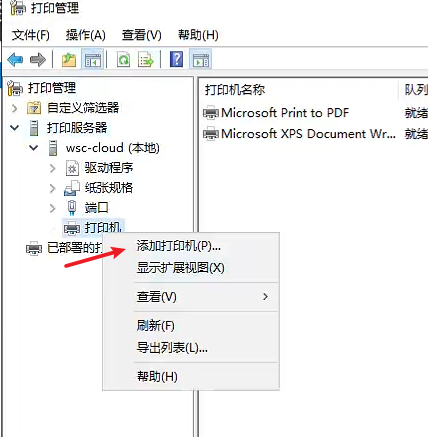 打印管理
文件(F) 操作(A) 查看(V) 帮助(H)
打印管理
自定义筛选器
打印服务器
wsc-cloud (本地)
驱动程序
纸张规格
端口
打印机
已部署的打
打印机名称 队列
Microsoft Print to PDF 就绪
Microsoft XPS Document Wr... 就绪
添加打印机(P)...
显示扩展视图(X)
查看(V)
刷新(F)
导出列表(L)...
帮助(H)